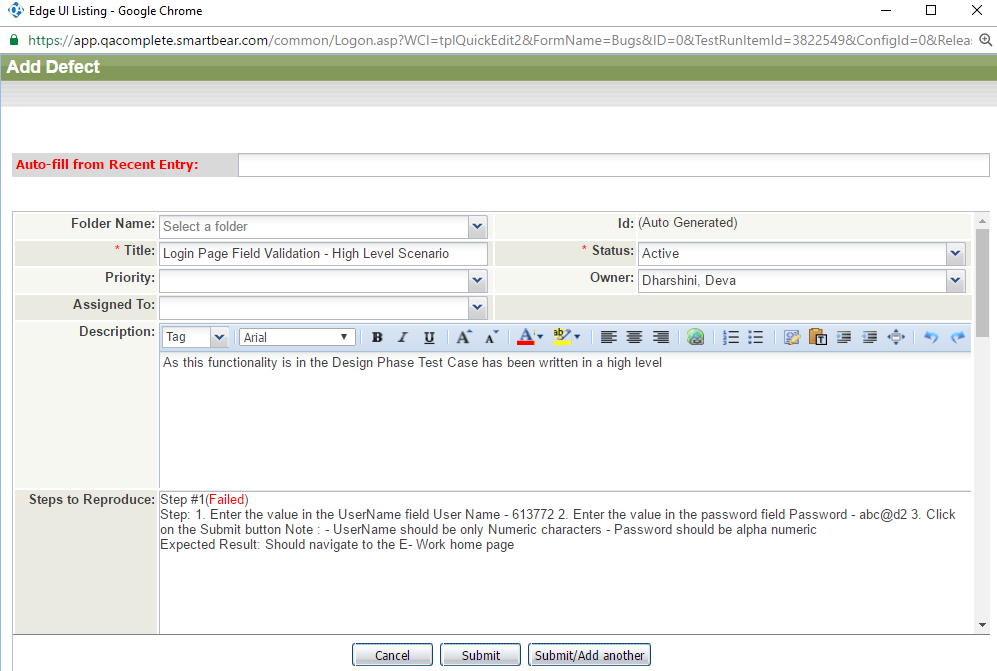 Edge UI Listing - Google Chrome
https://app.qacomplete.smartbear.com/common/Logon.asp?WCI=tplQuickEdit2&FormName=Bugs&ID=0&TestRunItemId=3822549&ConfigId=0&Relea
Add Defect
Auto-fill from Recent Entry:
Folder Name: Select a folder Id: (Auto Generated)
* Title: Login Page Field Validation - High Level Scenario * Status: Active
Priority: Owner: Dharshini, Deva
Assigned To:
Description: Tag Arial B I U A A A ab
As this functionality is in the Design Phase Test Case has been written in a high level
Steps to Reproduce: Step #1(Failed)
Step: 1. Enter the value in the UserName field User Name - 613772 2. Enter the value in the password field Password - abc@d2 3. Click
on the Submit button Note : - UserName should be only Numeric characters - Password should be alpha numeric
Expected Result: Should navigate to the E- Work home page
Cancel Submit Submit/Add another